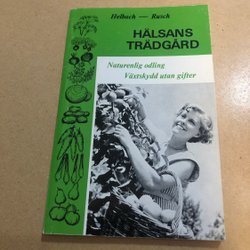 Helbach — Rusch
HÄLSANS
TRÄDGÅRD
Naturenlig odling
Växtskydd utan gifter